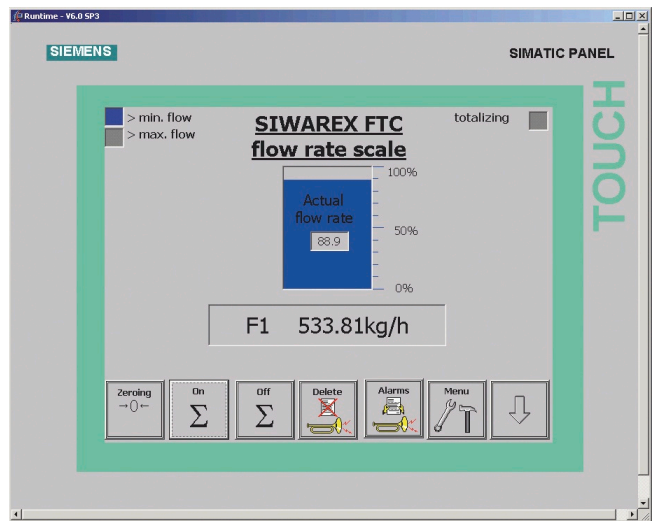 Runtime - V6.0 SP3
SIEMENS
SIMATIC PANEL
TOUCH
> min. flow
> max. flow
SIWAREX FTC
flow rate scale
totalizing
100%
Actual
flow rate
88.9
50%
0%
F1 533.81kg/h
Zeroing
→0←
On
Σ
Off
Σ
Delete
Alarms
Menu